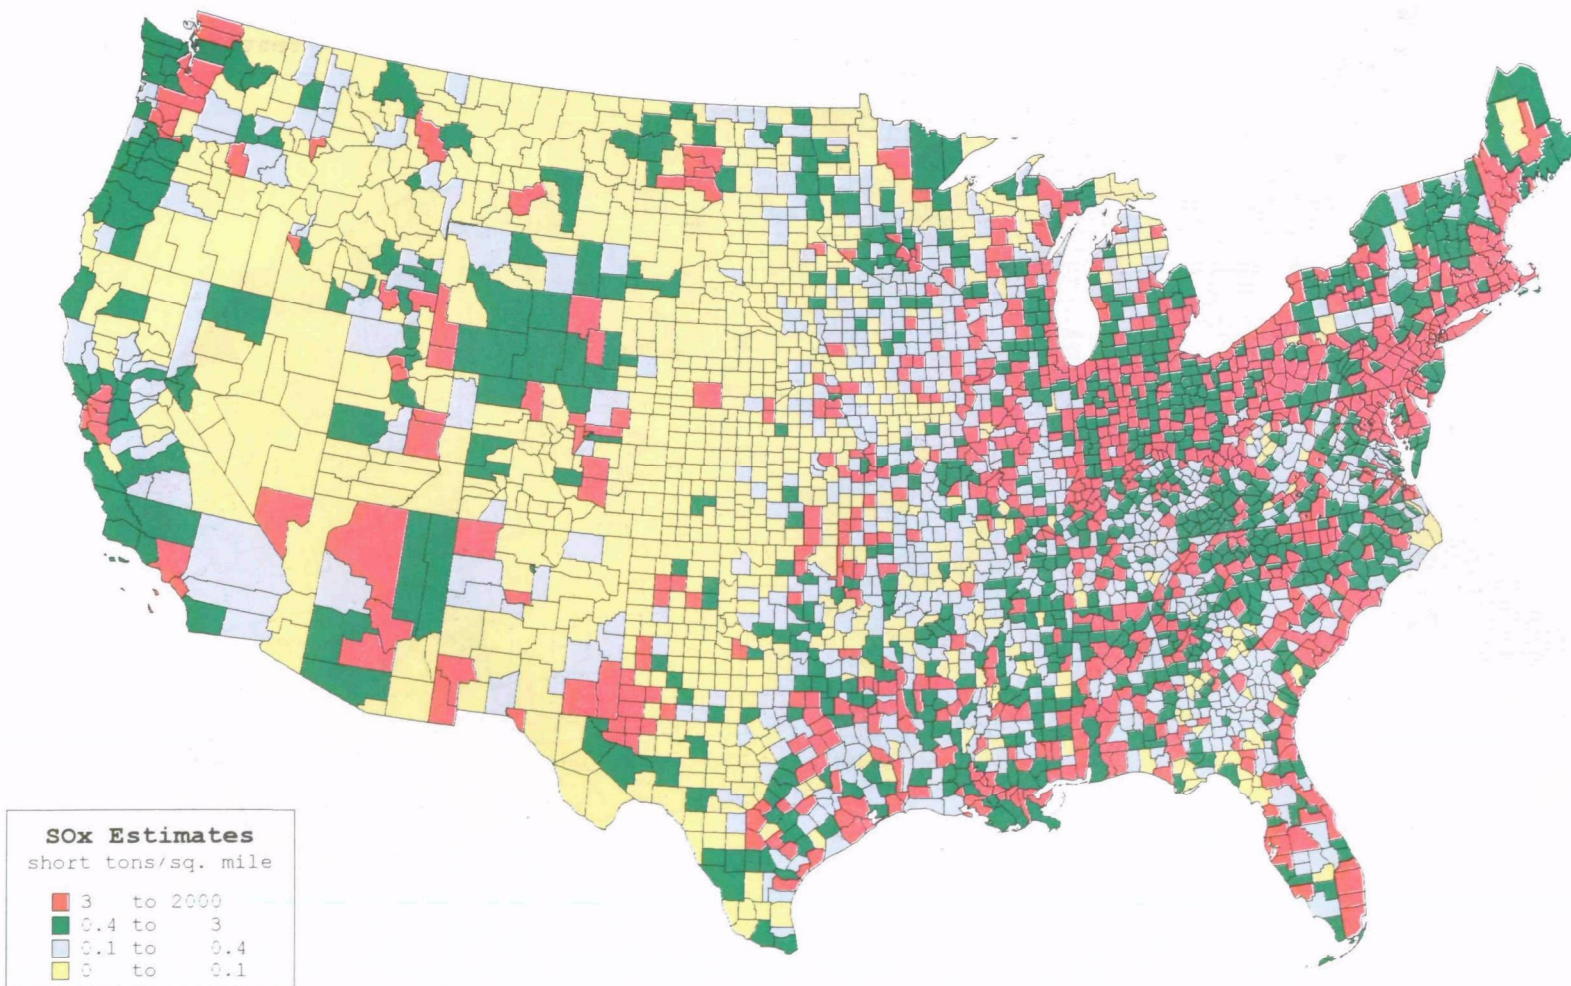 SOx Estimates
short tons/sq. mile
3 to 2000
0.4 to 3
0.1 to 0.4
0 to 0.1